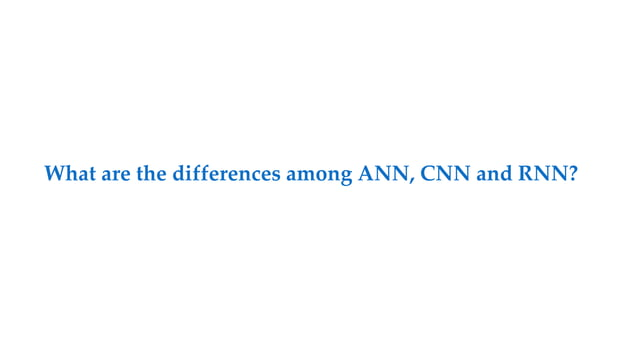 What are the differences among ANN, CNN and RNN?